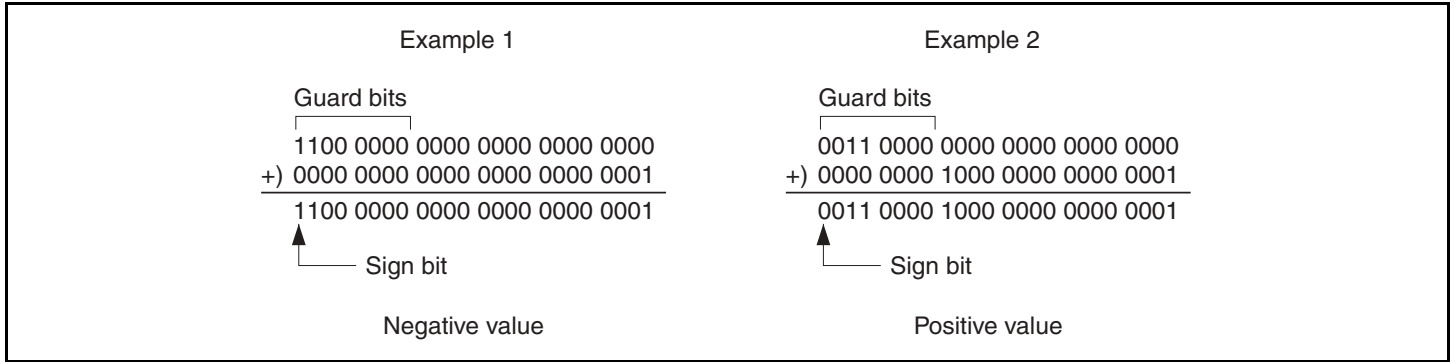 Example 1
Guard bits
1100 0000 0000 0000 0000 0000
+) 0000 0000 0000 0000 0000 0001
1100 0000 0000 0000 0000 0001
Sign bit
Negative value
Example 2
Guard bits
0011 0000 0000 0000 0000 0000
+) 0000 0000 1000 0000 0000 0001
0011 0000 1000 0000 0000 0001
Sign bit
Positive value